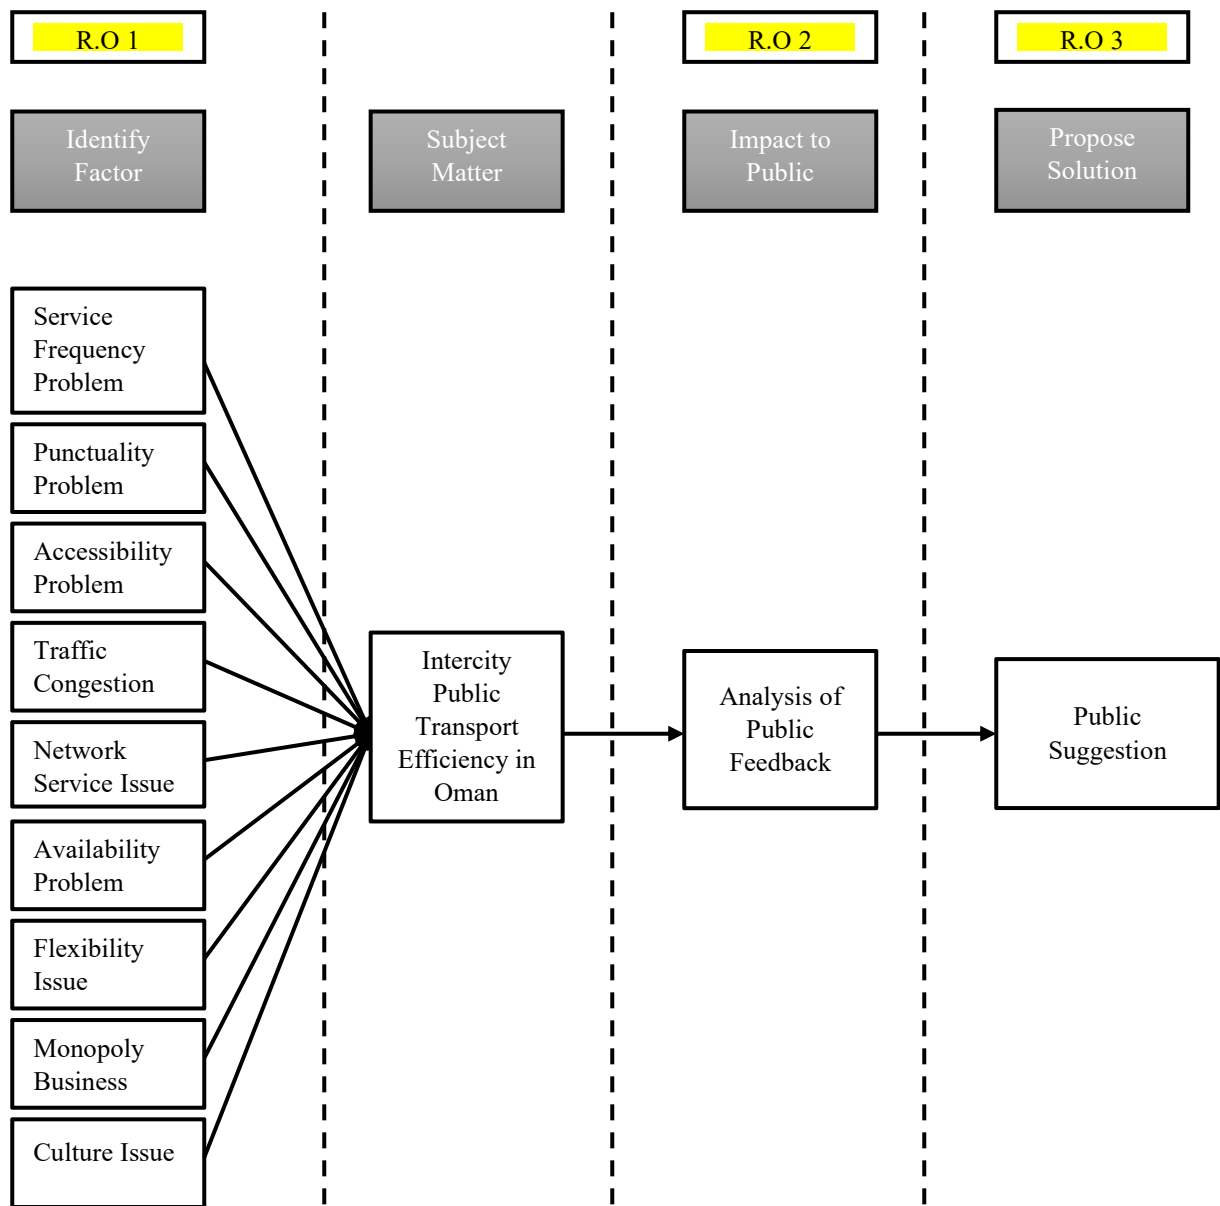 R.O 1
R.O 2
R.O 3
Identify
Factor
Subject
Matter
Impact to
Public
Propose
Solution
Service
Frequency
Problem
Punctuality
Problem
Accessibility
Problem
Traffic
Congestion
Network
Service Issue
Availability
Problem
Flexibility
Issue
Monopoly
Business
Culture Issue
Intercity
Public
Transport
Efficiency in
Oman
Analysis of
Public
Feedback
Public
Suggestion